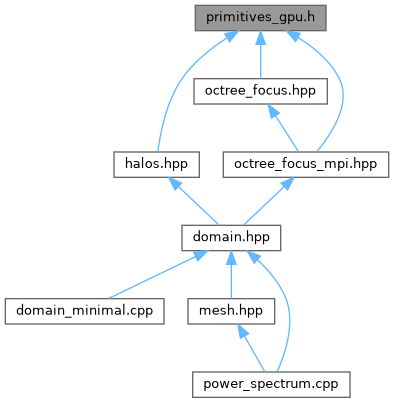 primitives_gpu.h
octree_focus.hpp
halos.hpp
octree_focus_mpi.hpp
domain.hpp
domain_minimal.cpp
mesh.hpp
power_spectrum.cpp